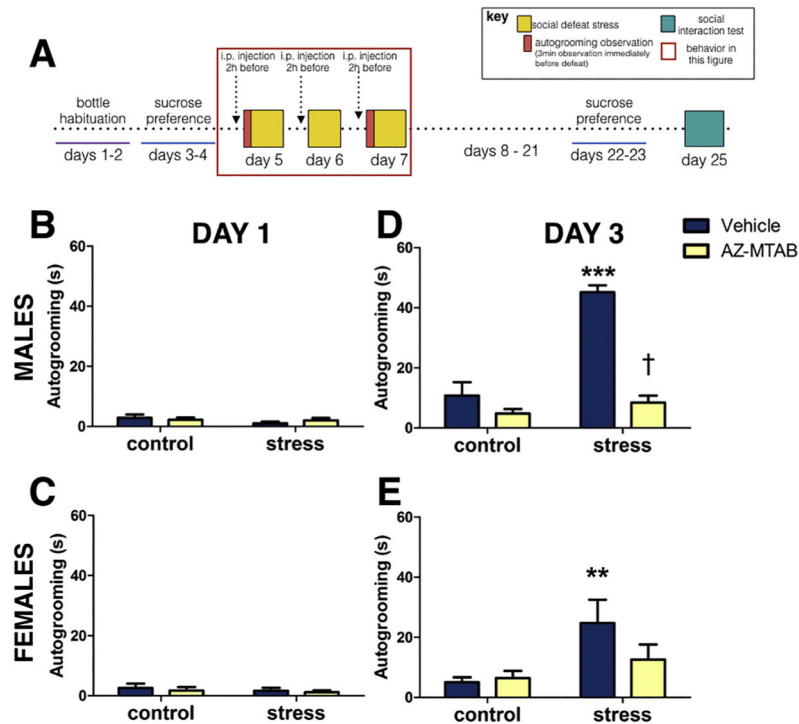 key
social defeat stress
autogrooming observation
(3min observation immediately
before defeat)
social
interaction test
behavior in
this figure
A
i.p. injection
2h before
i.p. injection
2h before
i.p. injection
2h before
bottle
habituation
sucrose
preference
sucrose
preference
days 1-2
days 3-4
day 5
day 6
day 7
days 8 - 21
days 22-23
day 25
B
DAY 1
D
DAY 3
Vehicle
AZ-MTAB
MALES
Autogrooming (s)
60
40
20
0
control
stress
Autogrooming (s)
60
40
20
0
***
†
control
stress
C
E
FEMALES
Autogrooming (s)
60
40
20
0
control
stress
Autogrooming (s)
60
40
20
0
**
control
stress